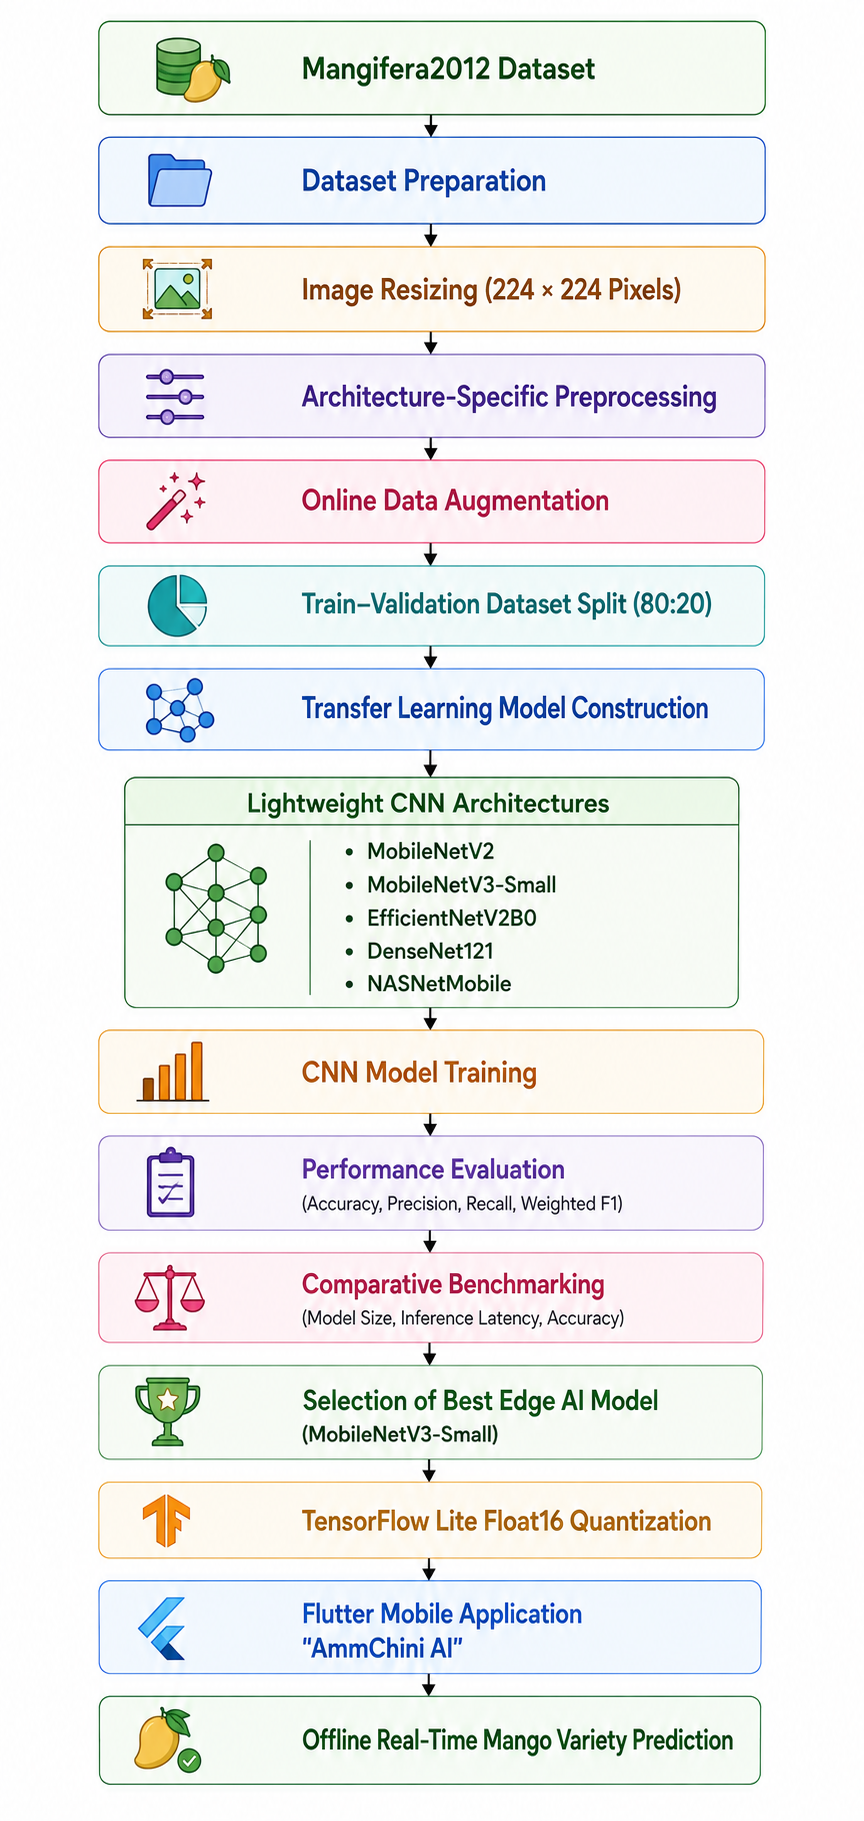 Mangifera2012 Dataset
Dataset Preparation
Image Resizing (224 × 224 Pixels)
Architecture-Specific Preprocessing
Online Data Augmentation
Train–Validation Dataset Split (80:20)
Transfer Learning Model Construction
Lightweight CNN Architectures
• MobileNetV2
• MobileNetV3-Small
• EfficientNetV2B0
• DenseNet121
• NASNetMobile
CNN Model Training
Performance Evaluation
(Accuracy, Precision, Recall, Weighted F1)
Comparative Benchmarking
(Model Size, Inference Latency, Accuracy)
Selection of Best Edge AI Model
(MobileNetV3-Small)
TensorFlow Lite Float16 Quantization
Flutter Mobile Application
"AmmChini AI"
Offline Real-Time Mango Variety Prediction